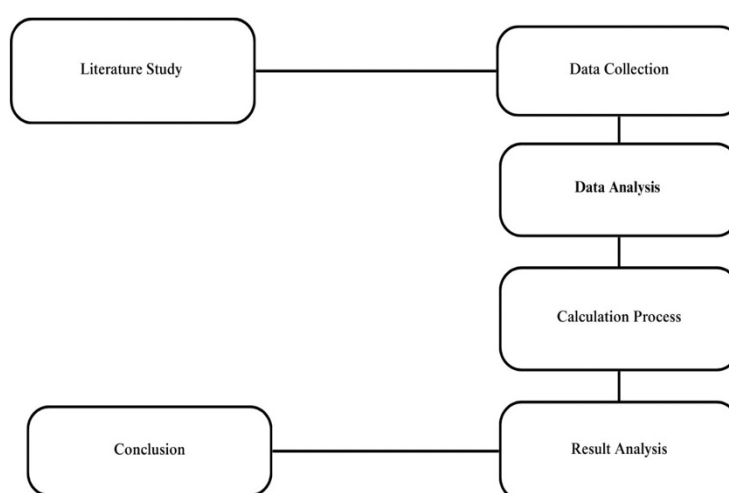 Literature Study
Data Collection
Data Analysis
Calculation Process
Result Analysis
Conclusion